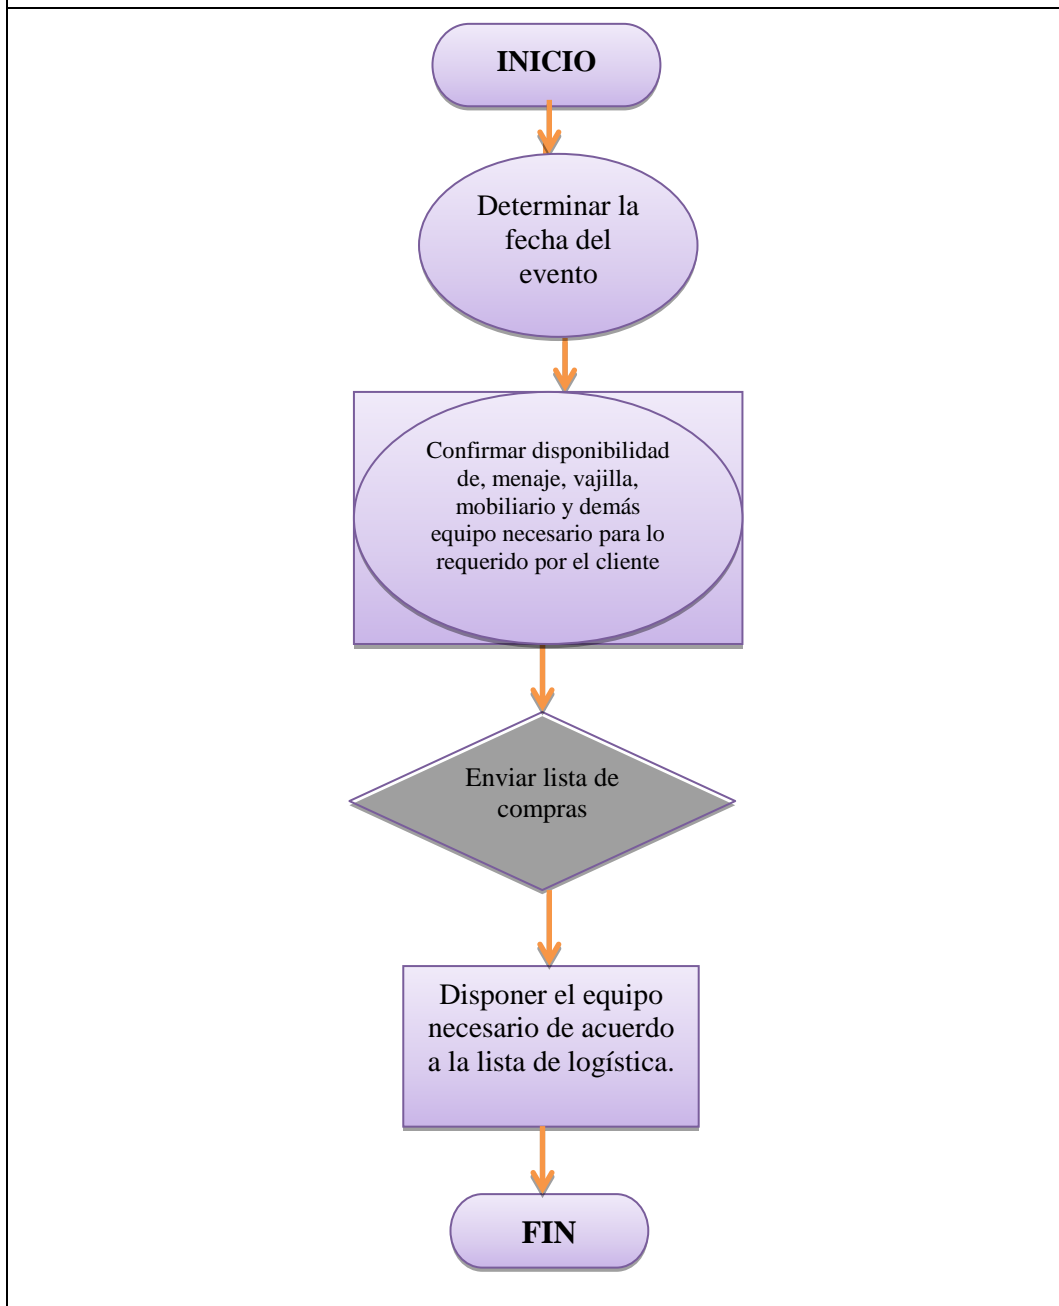 INICIO
Determinar la
fecha del
evento
Confirmar disponibilidad
de, menaje, vajilla,
mobiliario y demás
equipo necesario para lo
requerido por el cliente
Enviar lista de
compras
Disponer el equipo
necesario de acuerdo
a la lista de logística.
FIN